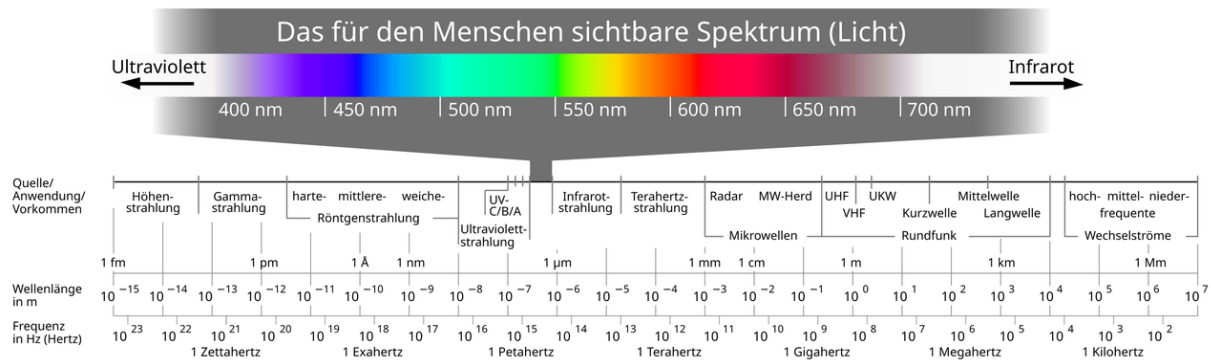 Das für den Menschen sichtbare Spektrum (Licht)
Ultraviolett
Infrarot
400 nm 450 nm 500 nm 550 nm 600 nm 650 nm 700 nm
Quelle/
Anwendung/
Vorkommen
Höhen-
strahlung
Gamma-
strahlung
harte- mittlere- weiche-
Röntgenstrahlung
UV-
C/B/A
Ultraviolett-
strahlung
Infrarot-
strahlung
Terahertz-
strahlung
Radar MW-Herd
Mikrowellen
UHF UKW Mittelwelle
VHF Kurzwelle Langwelle
Rundfunk
hoch- mittel- nieder-
frequente
Wechselströme
1 fm 1 pm 1 Å 1 nm 1 µm 1 mm 1 cm 1 m 1 km 1 Mm
Wellenlänge
in m
10⁻¹⁵ 10⁻¹⁴ 10⁻¹³ 10⁻¹² 10⁻¹¹ 10⁻¹⁰ 10⁻⁹ 10⁻⁸ 10⁻⁷ 10⁻⁶ 10⁻⁵ 10⁻⁴ 10⁻³ 10⁻² 10⁻¹ 10⁰ 10¹ 10² 10³ 10⁴ 10⁵ 10⁶ 10⁷
Frequenz
in Hz (Hertz)
10²³ 10²² 10²¹ 10²⁰ 10¹⁹ 10¹⁸ 10¹⁷ 10¹⁶ 10¹⁵ 10¹⁴ 10¹³ 10¹² 10¹¹ 10¹⁰ 10⁹ 10⁸ 10⁷ 10⁶ 10⁵ 10⁴ 10³ 10²
1 Zettahertz 1 Exahertz 1 Petahertz 1 Terahertz 1 Gigahertz 1 Megahertz 1 Kilohertz